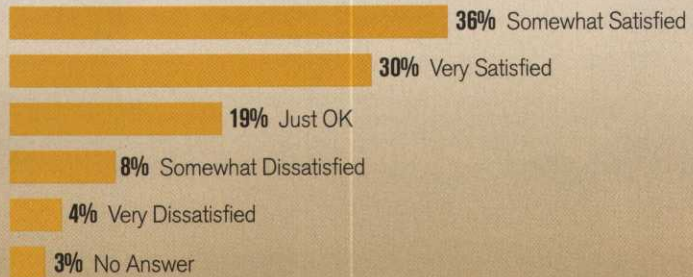 36% Somewhat Satisfied
30% Very Satisfied
19% Just OK
8% Somewhat Dissatisfied
4% Very Dissatisfied
3% No Answer